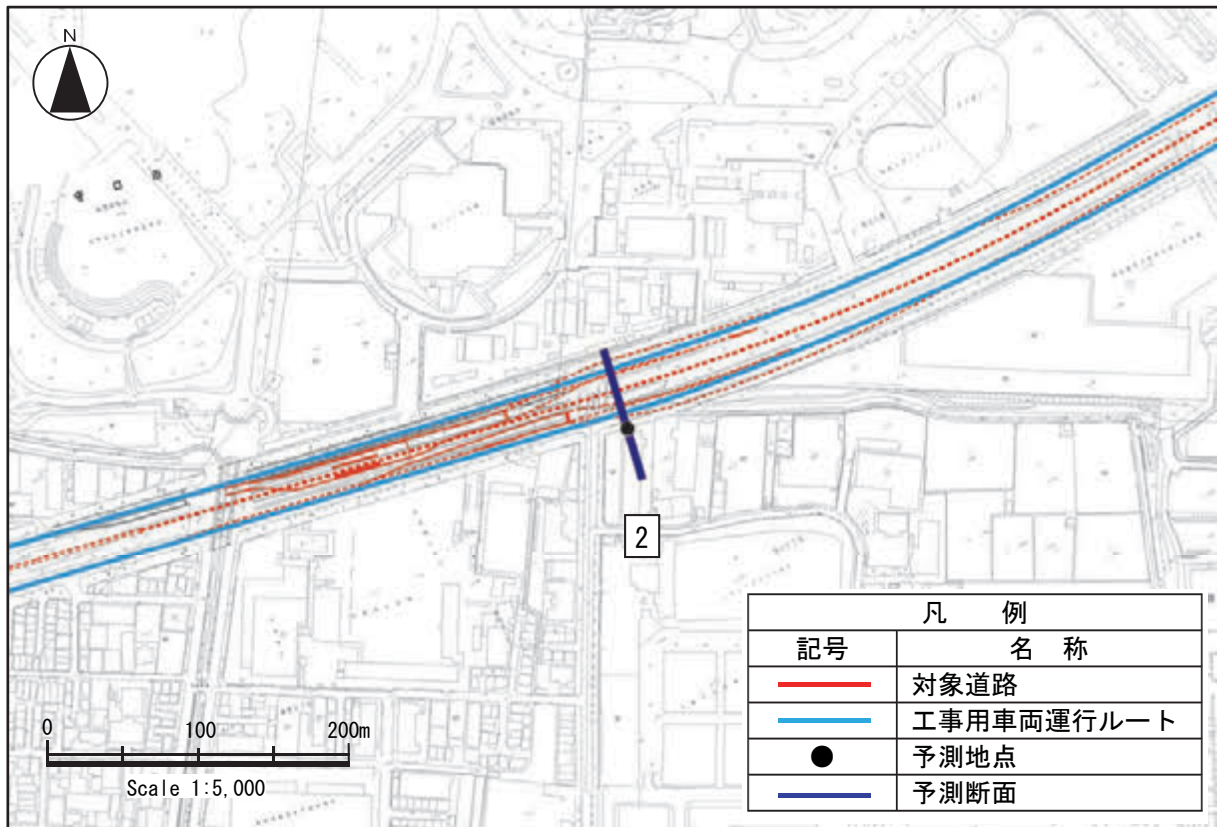 N
2
凡 例
記号 名 称
対象道路
工事用車両運行ルート
予測地点
予測断面
0 100 200m
Scale 1:5,000